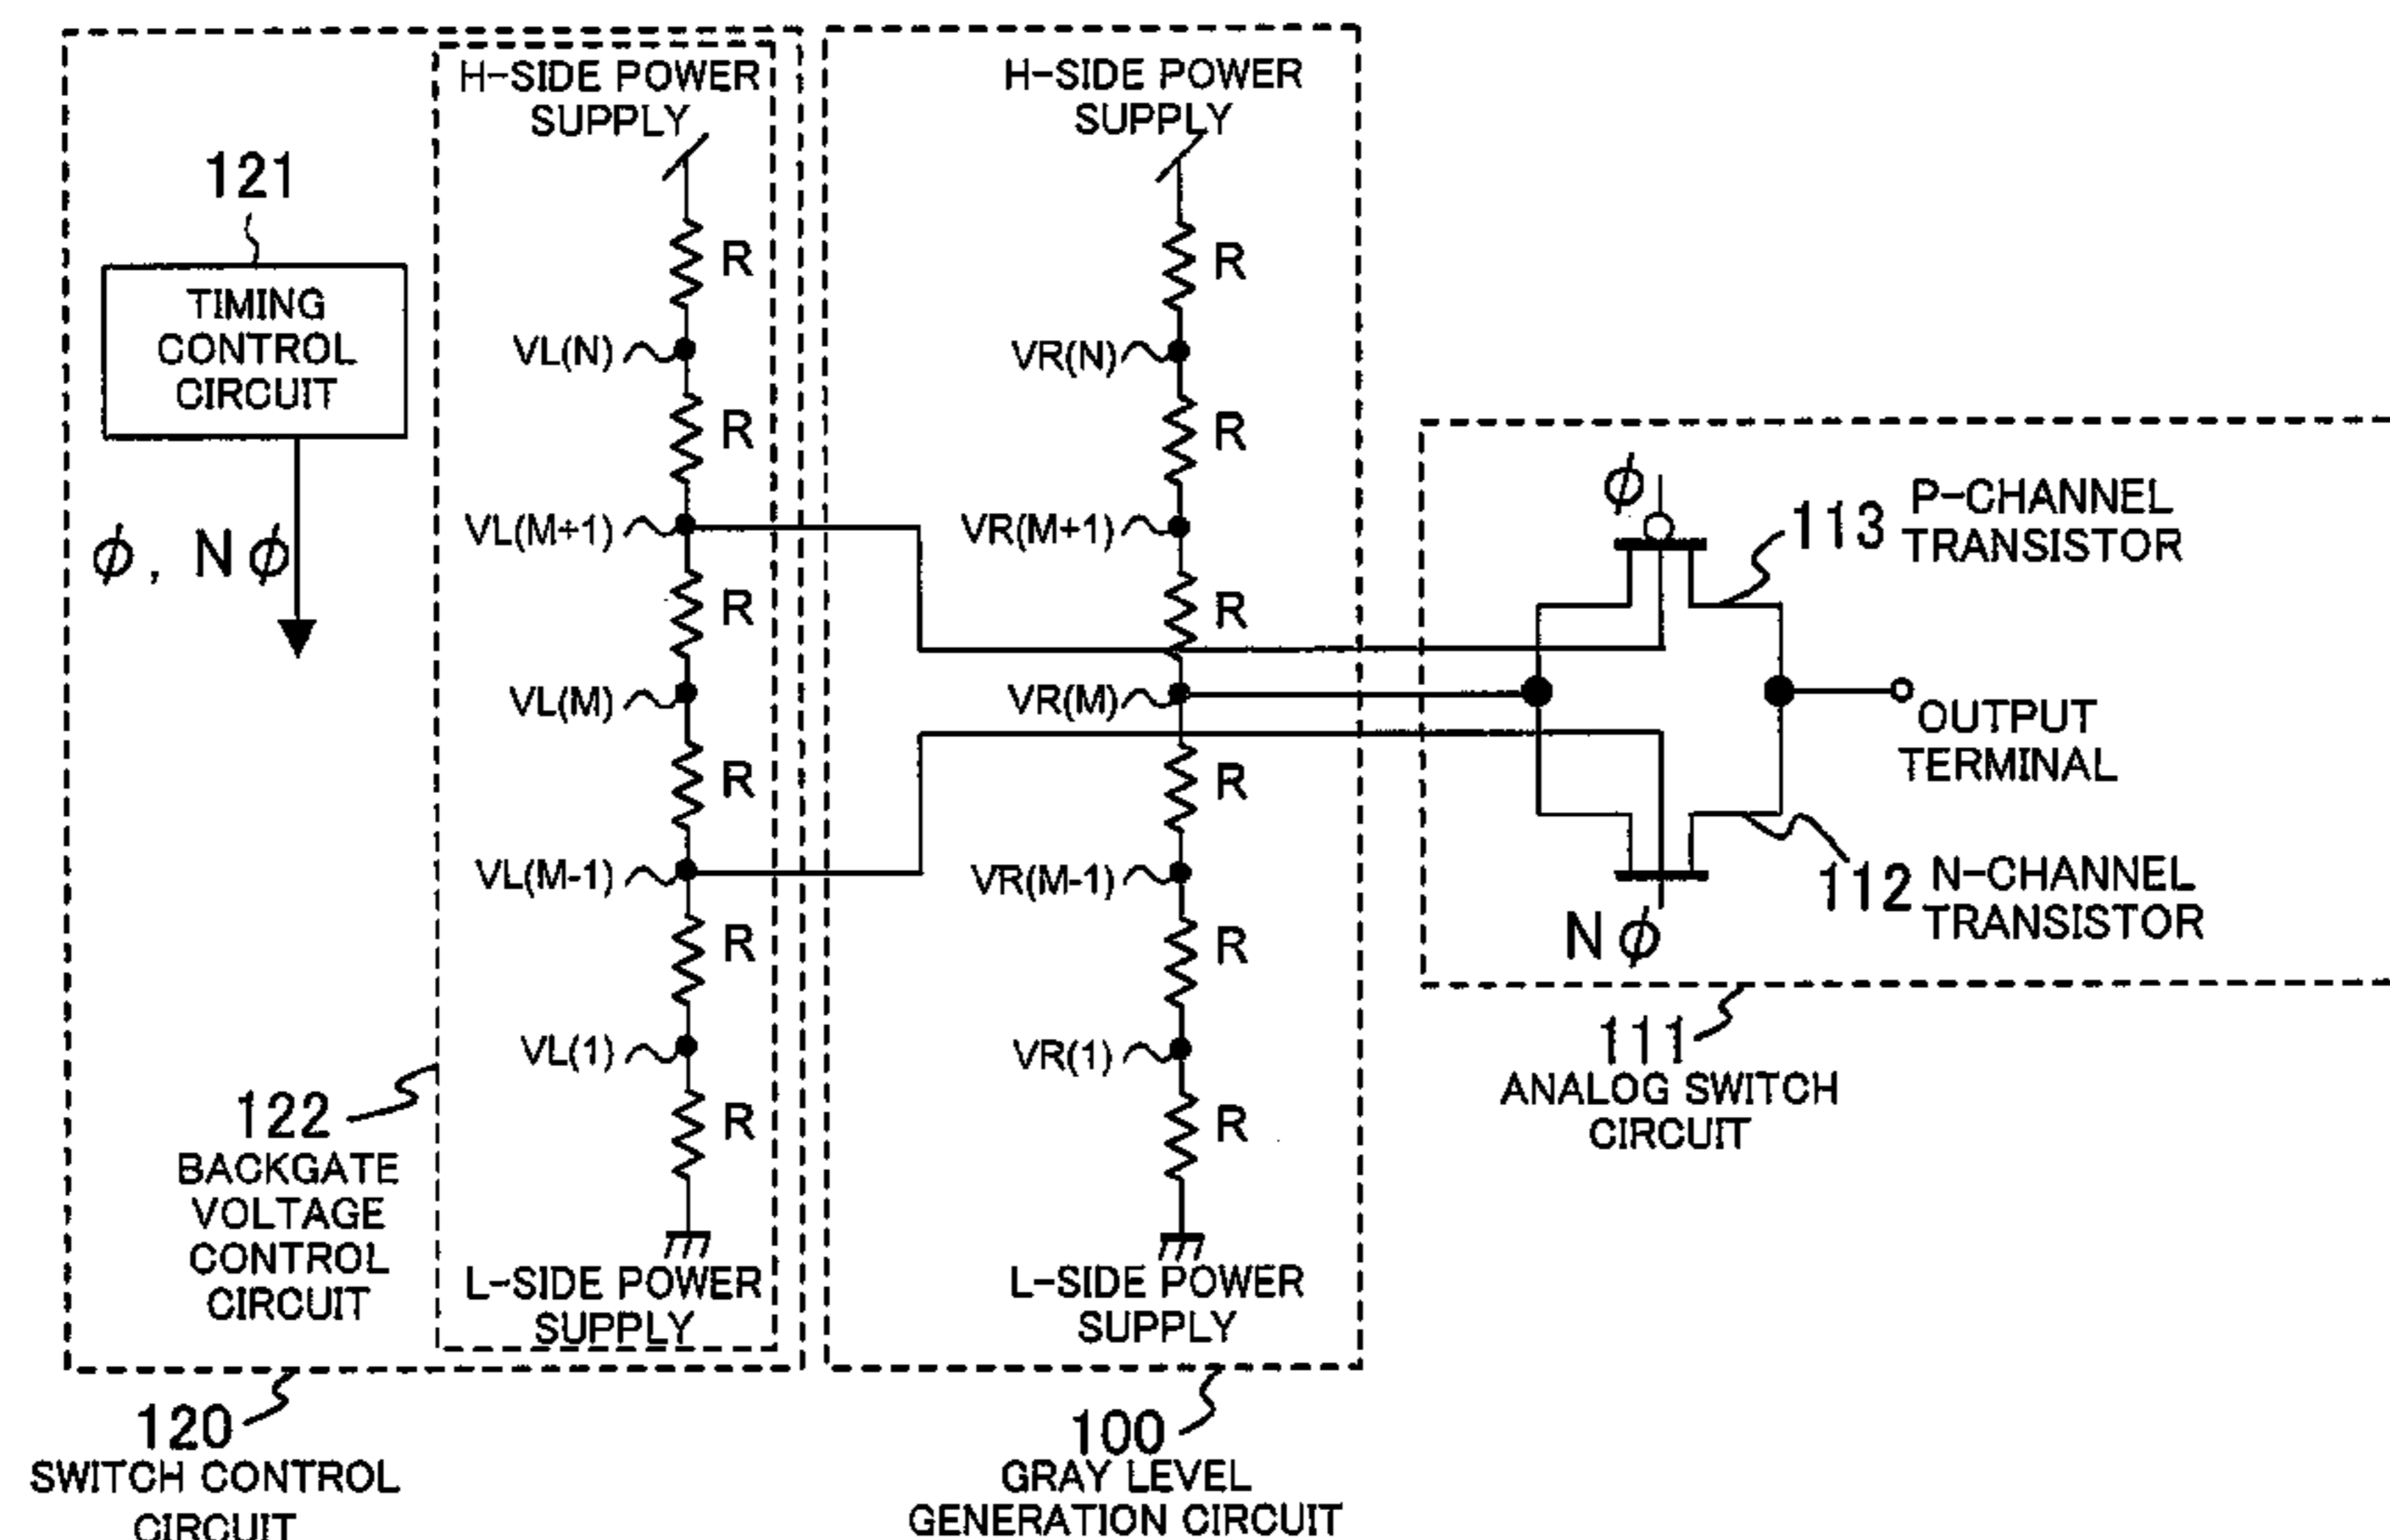 121
TIMING
CONTROL
CIRCUIT
ϕ, Nϕ
H-SIDE POWER
SUPPLY
R
VL(N)
R
VL(M+1)
R
VL(M)
R
VL(M-1)
R
VL(1)
R
L-SIDE POWER
SUPPLY
122
BACKGATE
VOLTAGE
CONTROL
CIRCUIT
120
SWITCH CONTROL
CIRCUIT
H-SIDE POWER
SUPPLY
R
VR(N)
R
VR(M+1)
R
VR(M)
R
VR(M-1)
R
VR(1)
R
L-SIDE POWER
SUPPLY
100
GRAY LEVEL
GENERATION CIRCUIT
ϕ
113 P-CHANNEL
TRANSISTOR
OUTPUT
TERMINAL
112 N-CHANNEL
TRANSISTOR
Nϕ
111
ANALOG SWITCH
CIRCUIT